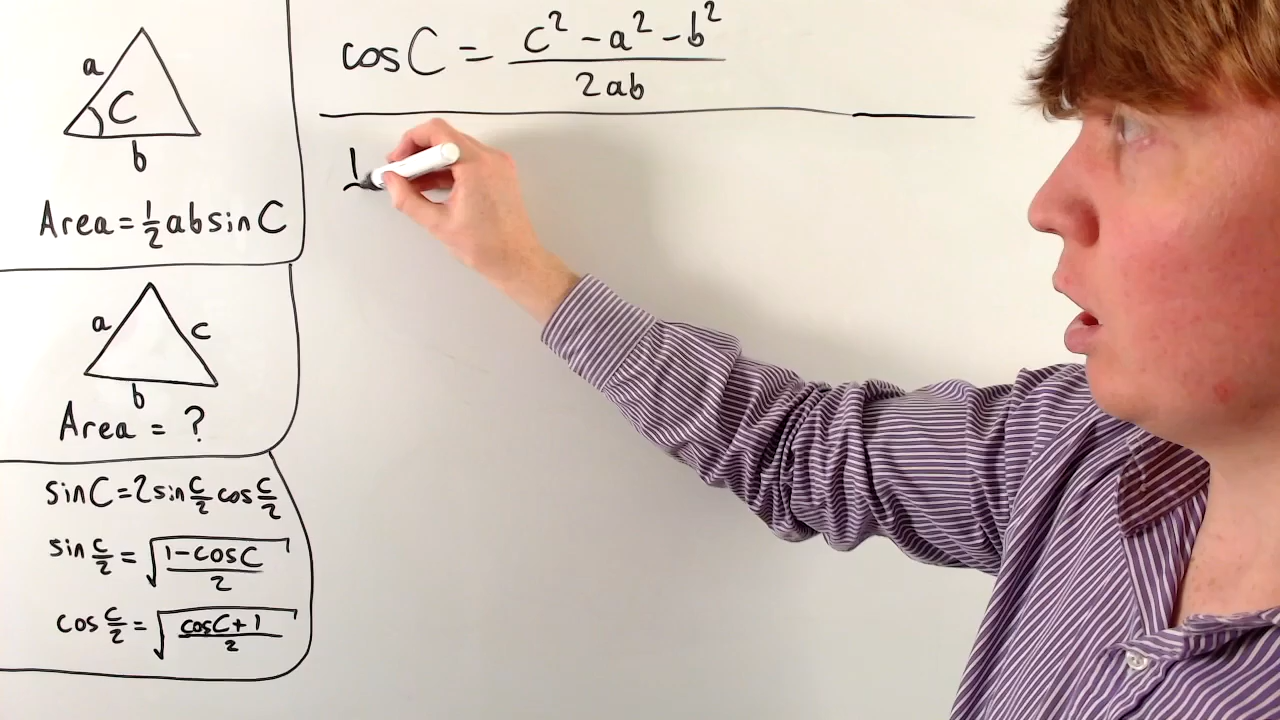 a
C
b
Area = 1/2 ab sin C
a
c
b
Area = ?
sin C = 2 sin C/2 cos C/2
sin C/2 = √((1 - cos C)/2)
cos C/2 = √((cos C + 1)/2)
cos C = (c² - a² - b²)/(2ab)
1